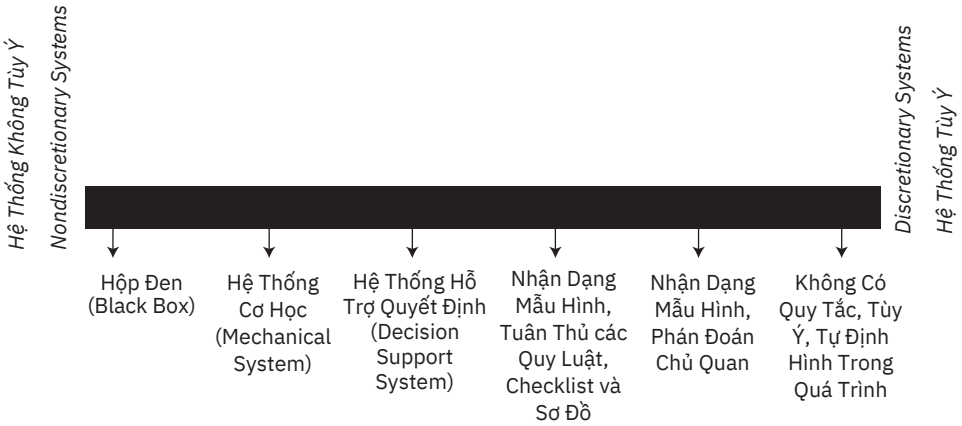 Hệ Thống Không Tùy Ý
Nondiscretionary Systems
Discretionary Systems
Hệ Thống Tùy Ý
Hộp Đen
(Black Box)
Hệ Thống
Cơ Học
(Mechanical
System)
Hệ Thống Hỗ
Trợ Quyết Định
(Decision
Support
System)
Nhận Dạng
Mẫu Hình,
Tuân Thủ các
Quy Luật,
Checklist và
Sơ Đồ
Nhận Dạng
Mẫu Hình,
Phán Đoán
Chủ Quan
Không Có
Quy Tắc, Tùy
Ý, Tự Định
Hình Trong
Quá Trình